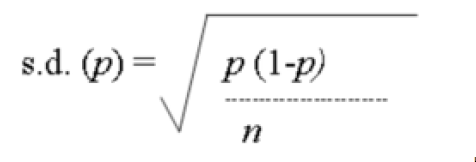 s.d. (p) = √
p (1-p)
n